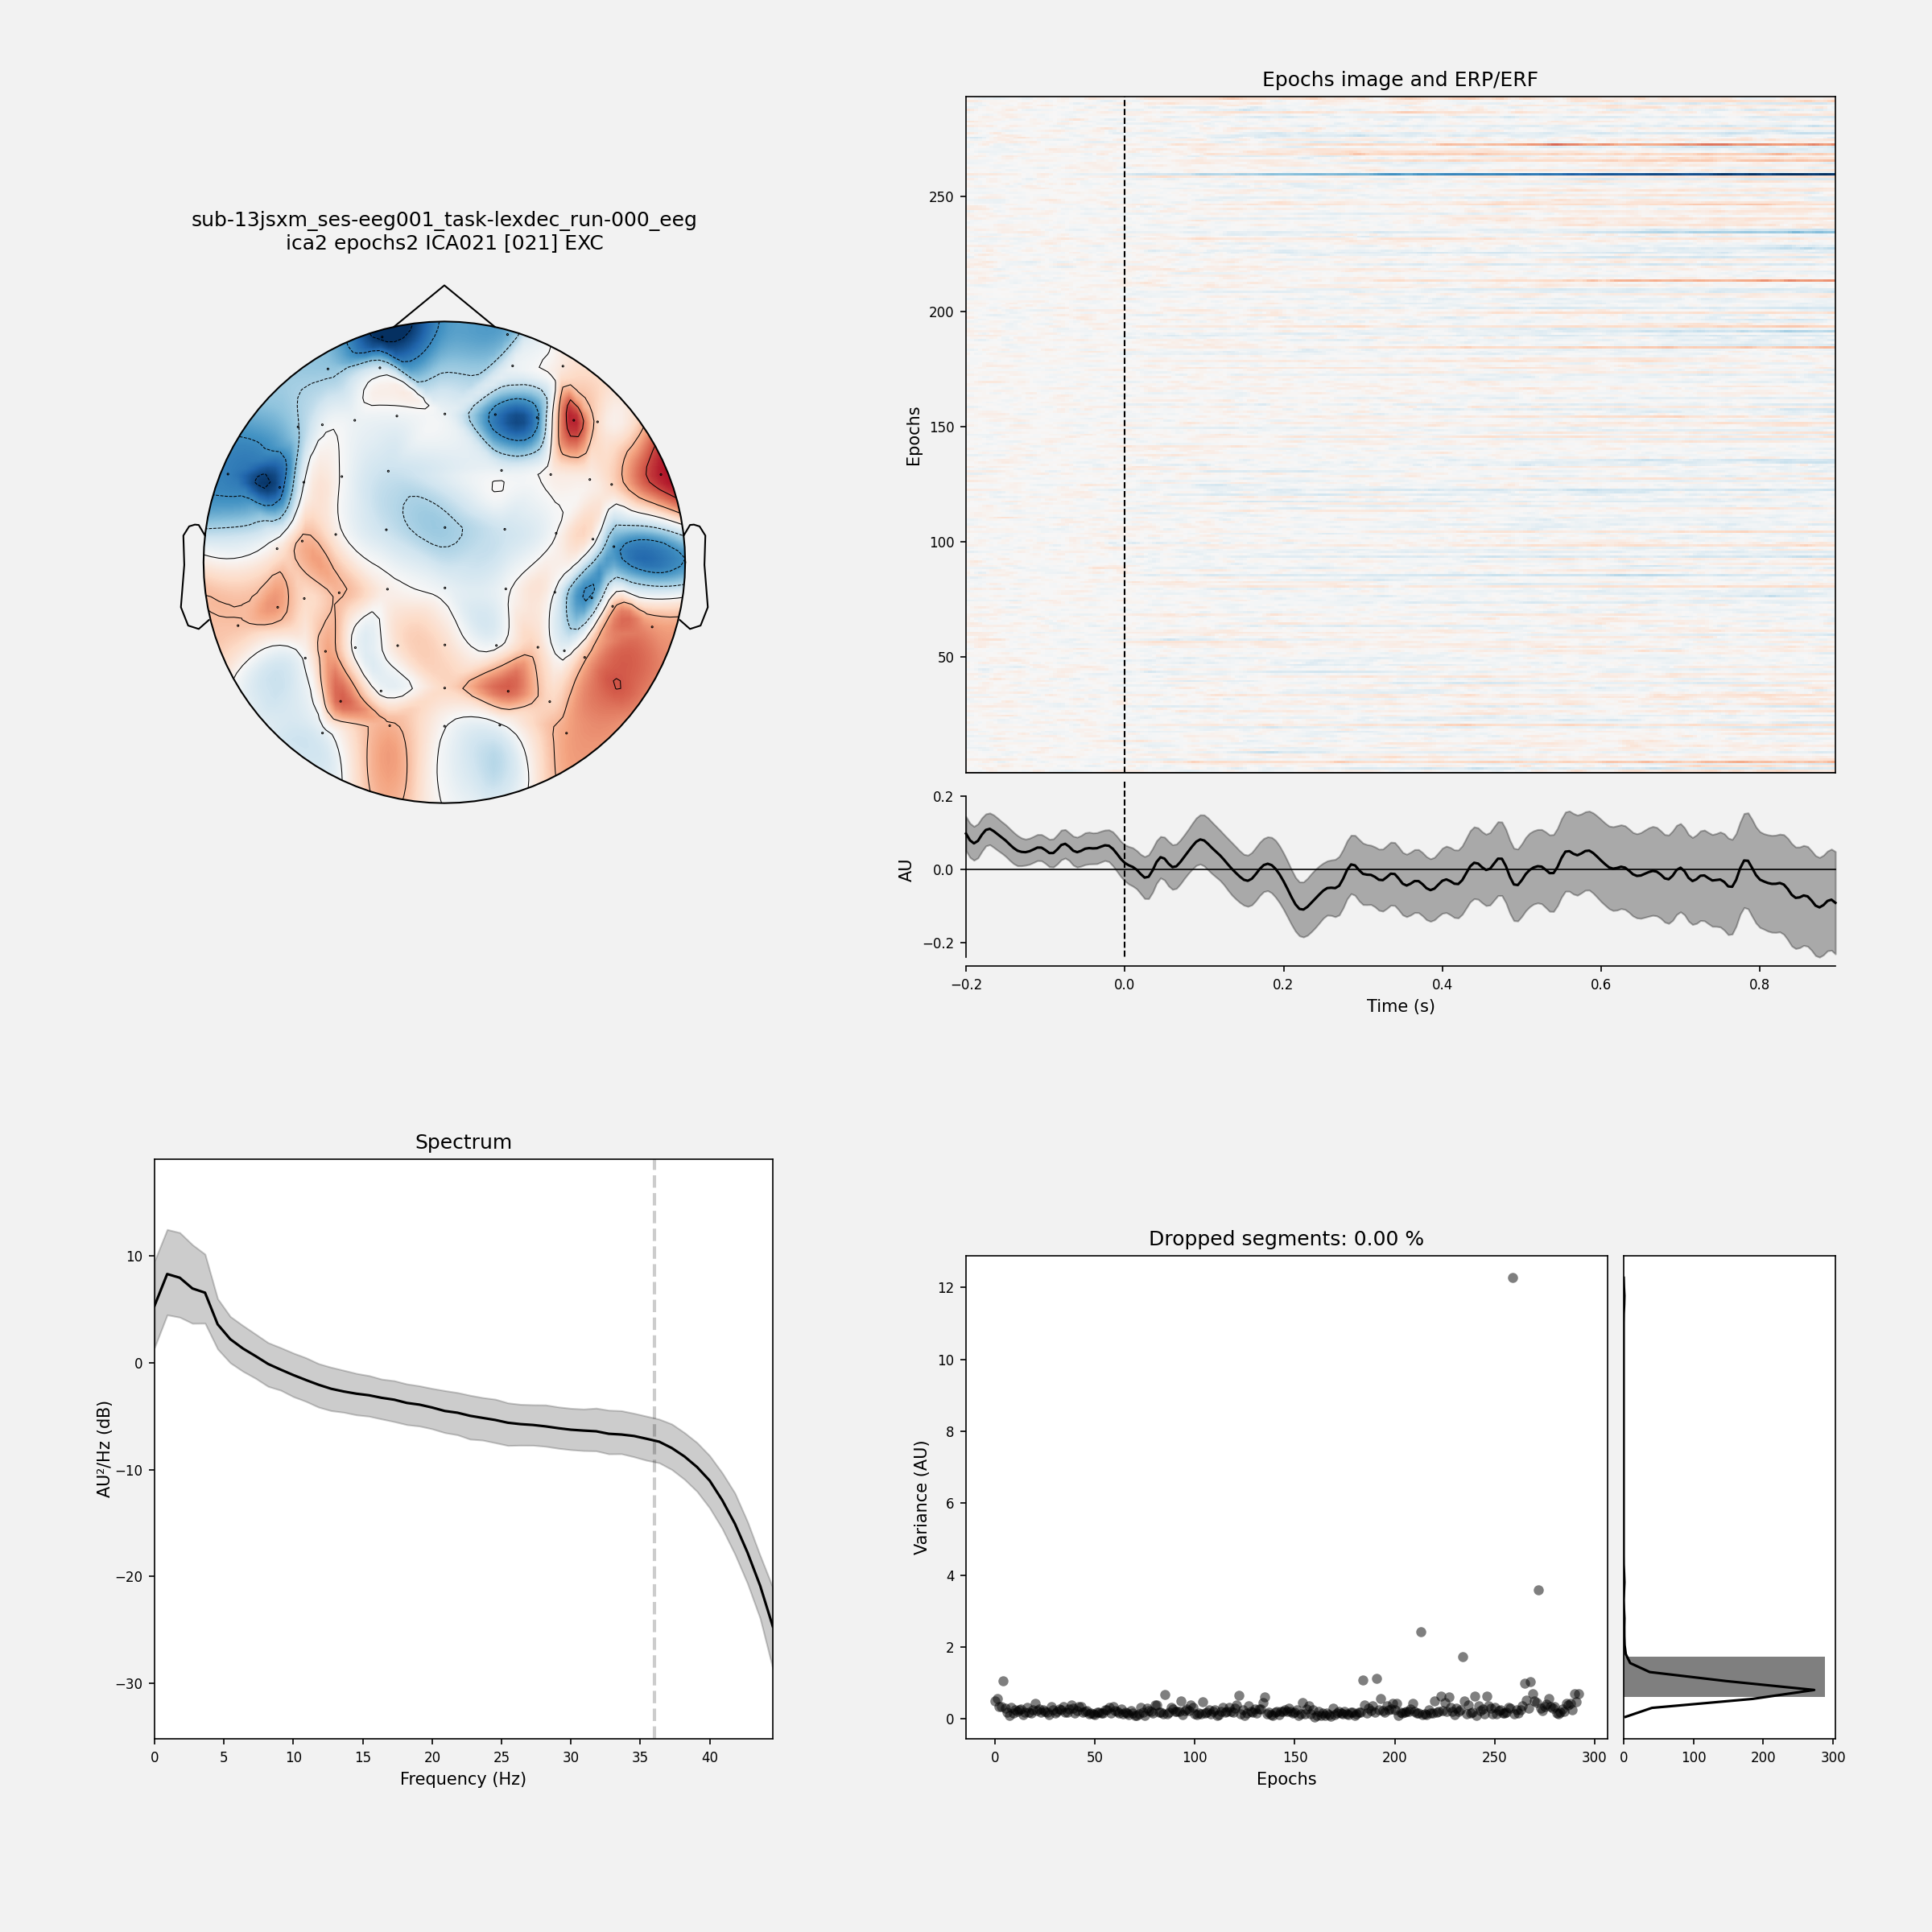 sub-13jsxm_ses-eeg001_task-lexdec_run-000_eeg
ica2 epochs2 ICA021 [021] EXC
Epochs image and ERP/ERF
Epochs
250
200
150
100
50
AU
0.2
0.0
−0.2
−0.2 0.0 0.2 0.4 0.6 0.8
Time (s)
Spectrum
AU²/Hz (dB)
10
0
−10
−20
−30
0 5 10 15 20 25 30 35 40
Frequency (Hz)
Dropped segments: 0.00 %
Variance (AU)
12
10
8
6
4
2
0
0 50 100 150 200 250 300
Epochs
0 100 200 300